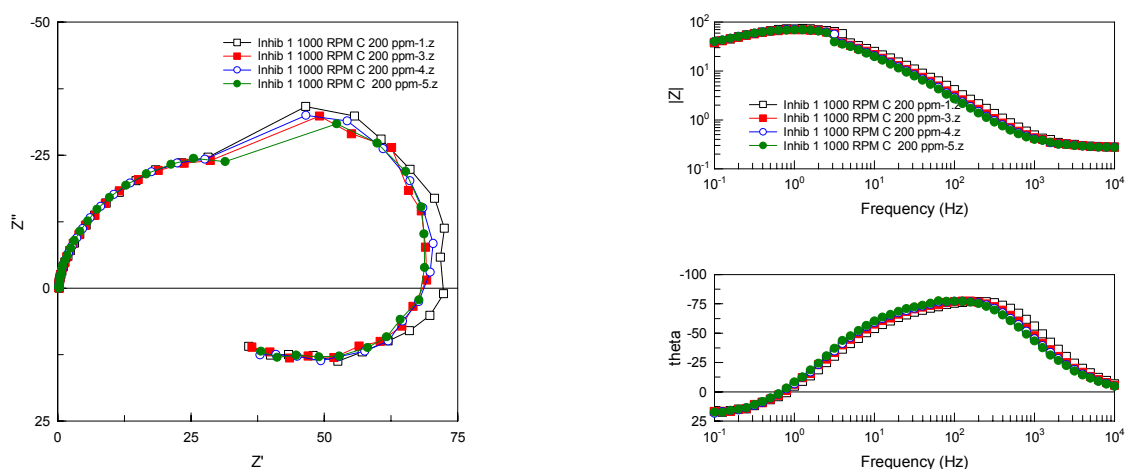 -50
-25
0
25
0
25
50
75
Z'
Z''
Inhib 1 1000 RPM C 200 ppm-1.z
Inhib 1 1000 RPM C 200 ppm-3.z
Inhib 1 1000 RPM C 200 ppm-4.z
Inhib 1 1000 RPM C  200 ppm-5.z
10²
10¹
10⁰
10⁻¹
10⁻¹
10⁰
10¹
10²
10³
10⁴
Frequency (Hz)
|Z|
Inhib 1 1000 RPM C 200 ppm-1.z
Inhib 1 1000 RPM C 200 ppm-3.z
Inhib 1 1000 RPM C 200 ppm-4.z
Inhib 1 1000 RPM C  200 ppm-5.z
-100
-75
-50
-25
0
25
10⁻¹
10⁰
10¹
10²
10³
10⁴
Frequency (Hz)
theta